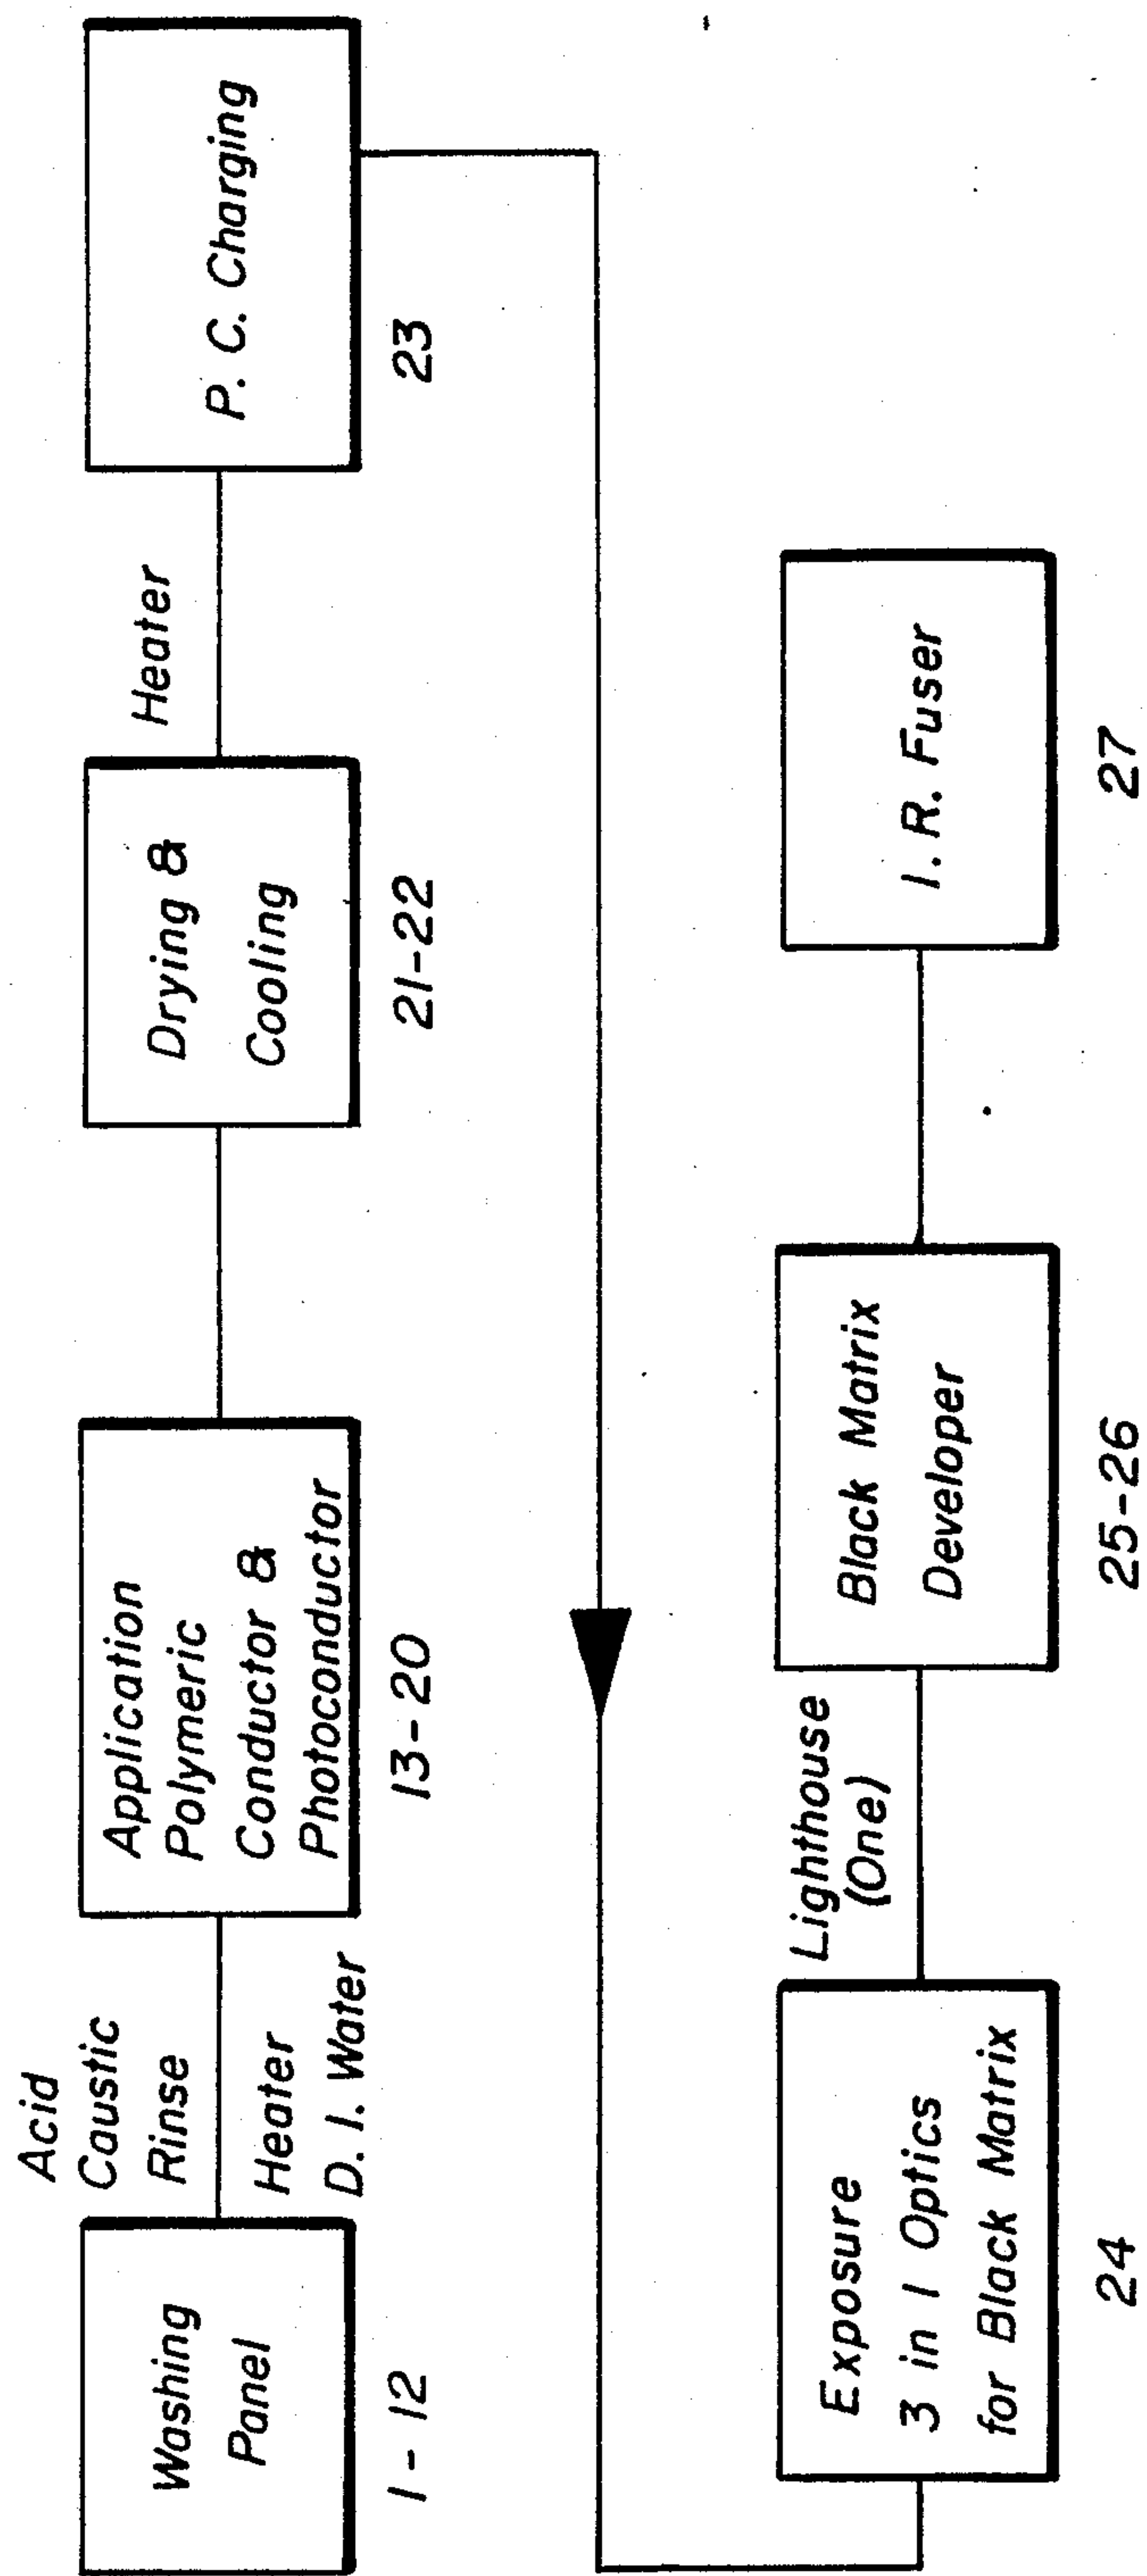 Washing
Panel
1-12
Acid
Caustic
Rinse
Heater
D. I. Water
Application
Polymeric
Conductor &
Photoconductor
13-20
Drying &
Cooling
21-22
Heater
P. C. Charging
23
Exposure
3 in 1 Optics
for Black Matrix
24
Lighthouse
(One)
Black Matrix
Developer
25-26
I. R. Fuser
27